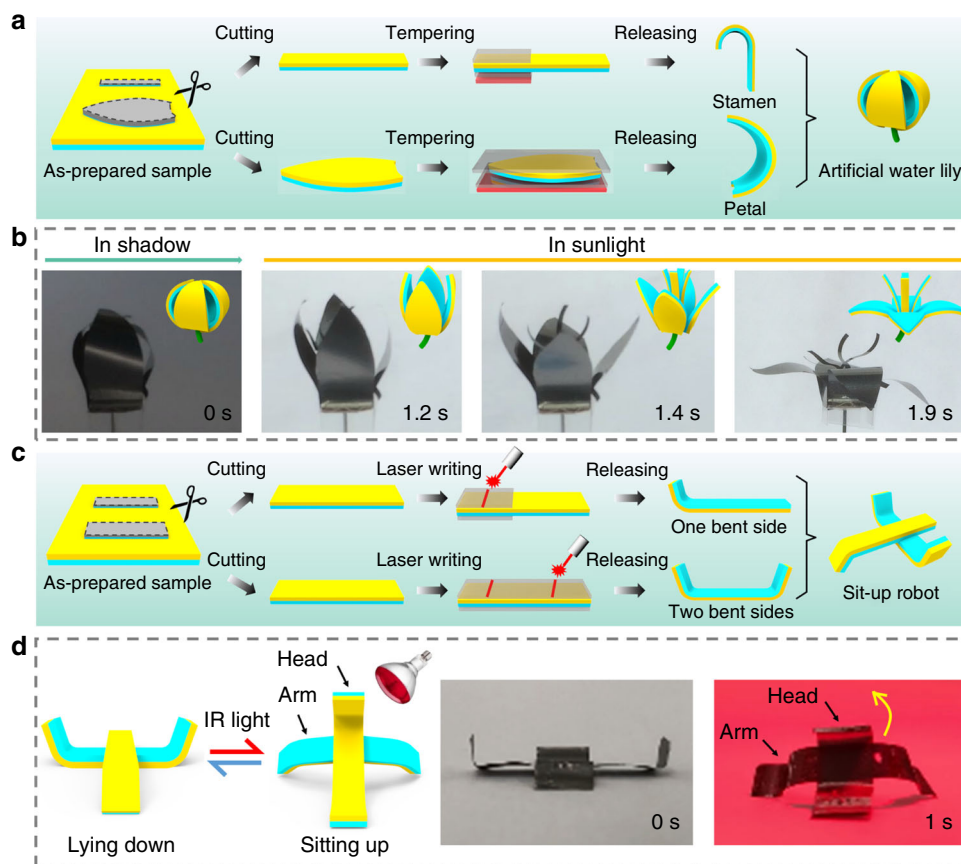 a
Cutting
Tempering
Releasing
Stamen
As-prepared sample
Cutting
Tempering
Releasing
Petal
Artificial water lily
b
In shadow
In sunlight
0 s
1.2 s
1.4 s
1.9 s
c
Cutting
Laser writing
Releasing
One bent side
As-prepared sample
Cutting
Laser writing
Releasing
Two bent sides
Sit-up robot
d
Head
Arm
IR light
Lying down
Sitting up
0 s
Head
Arm
1 s